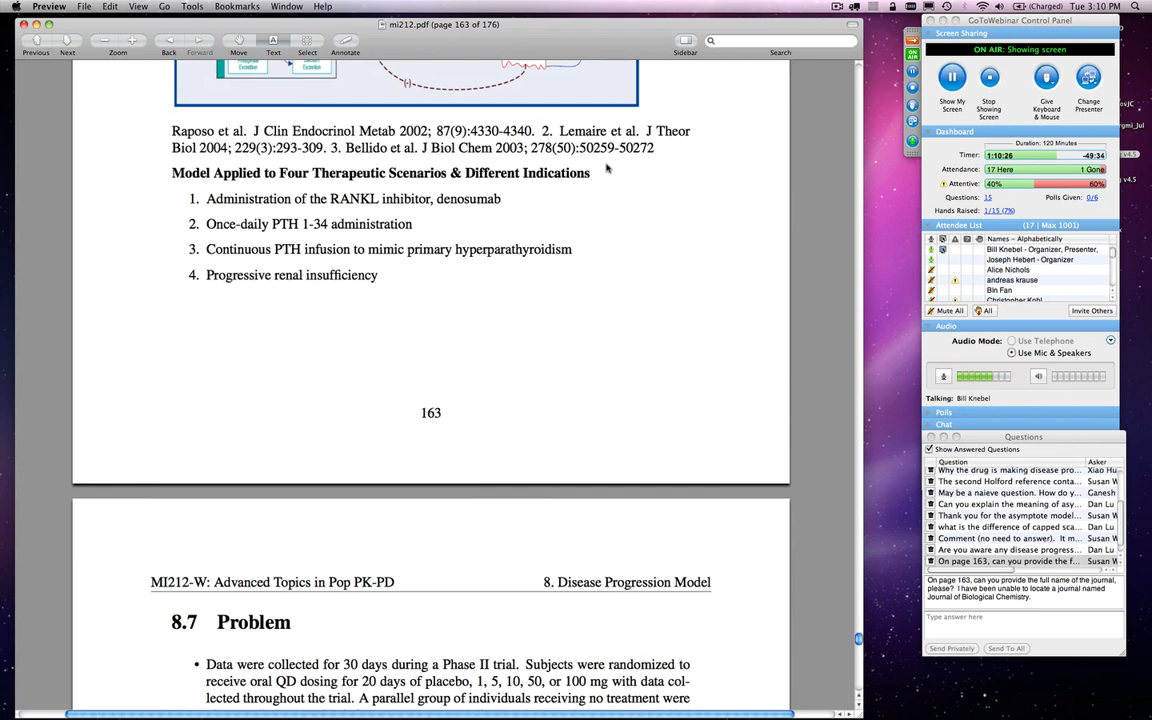 Preview File Edit View Go Tools Bookmarks Window Help
(Charged) Tue 3:10 PM
mi212.pdf (page 163 of 176)
Previous Next Zoom Back Forward Move Text Select Annotate Sidebar Search
Excretion Excretion
(-)
Raposo et al. J Clin Endocrinol Metab 2002; 87(9):4330-4340. 2. Lemaire et al. J Theor
Biol 2004; 229(3):293-309. 3. Bellido et al. J Biol Chem 2003; 278(50):50259-50272
Model Applied to Four Therapeutic Scenarios & Different Indications
1. Administration of the RANKL inhibitor, denosumab
2. Once-daily PTH 1-34 administration
3. Continuous PTH infusion to mimic primary hyperparathyroidism
4. Progressive renal insufficiency
163
MI212-W: Advanced Topics in Pop PK-PD 8. Disease Progression Model
8.7 Problem
• Data were collected for 30 days during a Phase II trial. Subjects were randomized to
receive oral QD dosing for 20 days of placebo, 1, 5, 10, 50, or 100 mg with data col-
lected throughout the trial. A parallel group of individuals receiving no treatment were
GoToWebinar Control Panel
Screen Sharing
ON AIR: Showing screen
Show My Screen
Stop Showing Screen
Give Keyboard & Mouse
Change Presenter
Dashboard
Duration: 120 Minutes
Timer: 1:10:26 -49:34
Attendance: 17 Here 1 Gone
Attentive: 40% 60%
Questions: 15 Polls Given: 0/6
Hands Raised: 1/15 (7%)
Attendee List (17 | Max 1001)
Names - Alphabetically
Bill Knebel - Organizer, Presenter,
Joseph Hebert - Organizer
Alice Nichols
andreas krause
Bin Fan
Christopher Kohl
Mute All All Invite Others
Audio
Audio Mode: Use Telephone
Use Mic & Speakers
Talking: Bill Knebel
Polls
Chat
Questions
Show Answered Questions
Question Asker
Why the drug is making disease pro... Xiao Hu
The second Holford reference conta... Susan W
May be a naieve question. How do y... Ganesh
Can you explain the meaning of asy... Dan Lu
Thank you for the asymptote model... Susan W
what is the difference of capped sca... Dan Lu
Comment (no need to answer). It m... Susan W
Are you aware any disease progress... Dan Lu
On page 163, can you provide the f... Susan W
On page 163, can you provide the full name of the journal,
please? I have been unable to locate a journal named
Journal of Biological Chemistry.
Type answer here
Send Privately Send To All